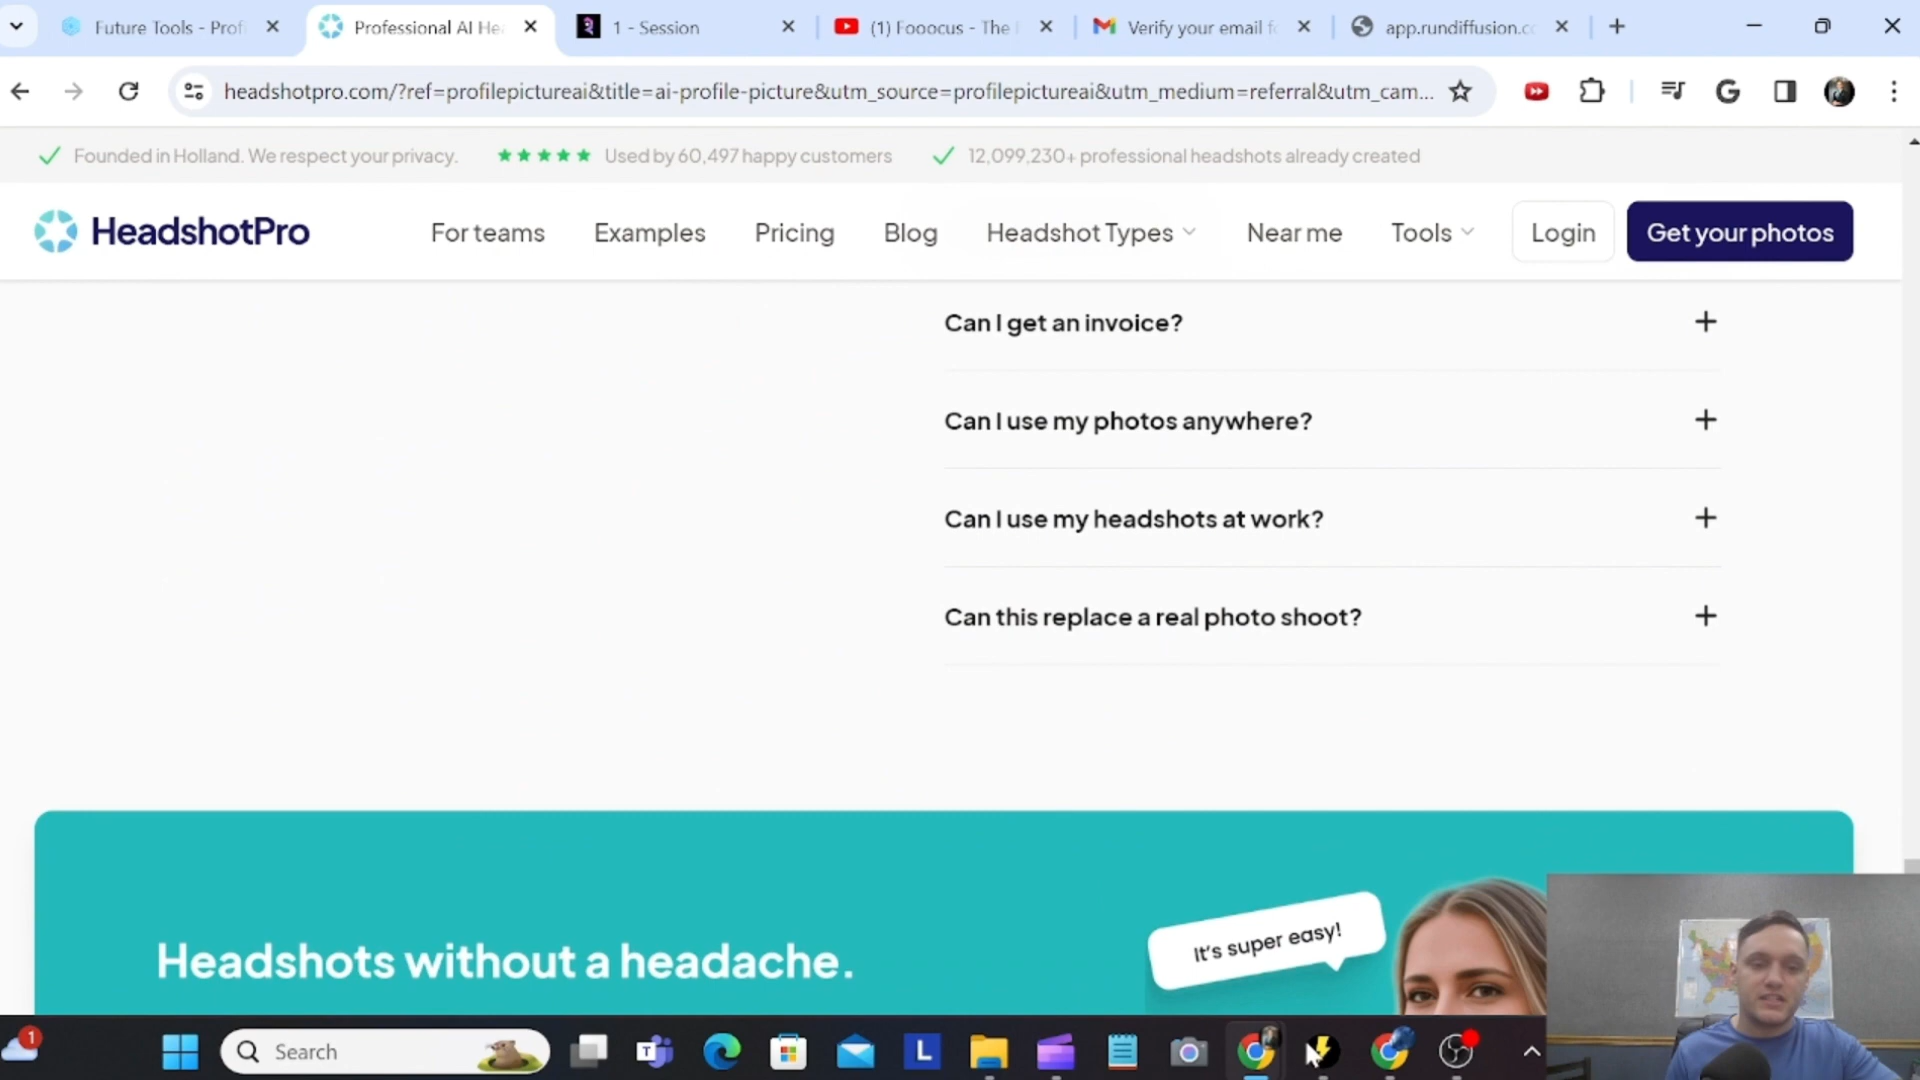 Future Tools - Prof
Professional AI He
1 - Session
(1) Fooocus - The
Verify your email f
app.rundiffusion.c
headshotpro.com/?ref=profilepictureai&title=ai-profile-picture&utm_source=profilepictureai&utm_medium=referral&utm_cam...
Founded in Holland. We respect your privacy.
Used by 60,497 happy customers
12,099,230+ professional headshots already created
HeadshotPro
For teams
Examples
Pricing
Blog
Headshot Types
Near me
Tools
Login
Get your photos
Can I get an invoice?
Can I use my photos anywhere?
Can I use my headshots at work?
Can this replace a real photo shoot?
It's super easy!
Headshots without a headache.
1
Search
T
L